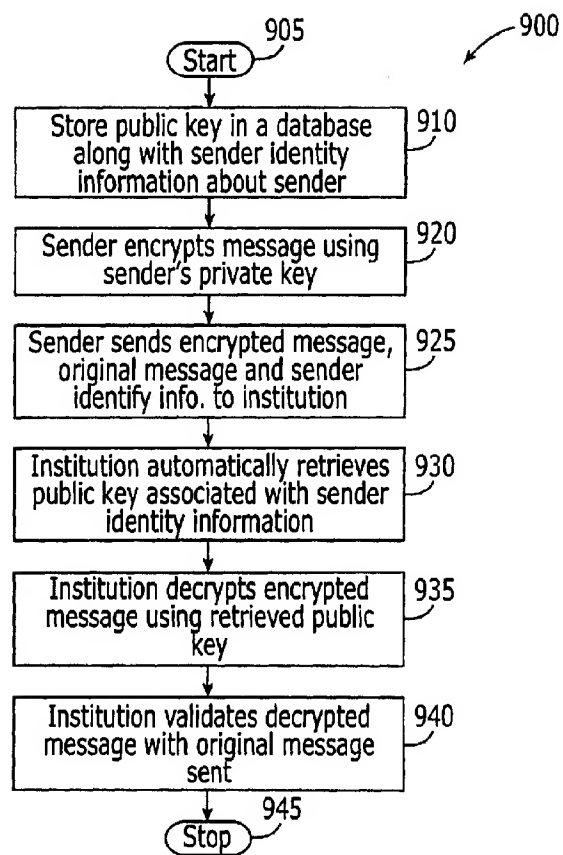 905
900
Start
Store public key in a database
along with sender identity
information about sender
910
Sender encrypts message using
sender's private key
920
Sender sends encrypted message,
original message and sender
identify info. to institution
925
Institution automatically retrieves
public key associated with sender
identity information
930
Institution decrypts encrypted
message using retrieved public
key
935
Institution validates decrypted
message with original message
sent
940
945
Stop